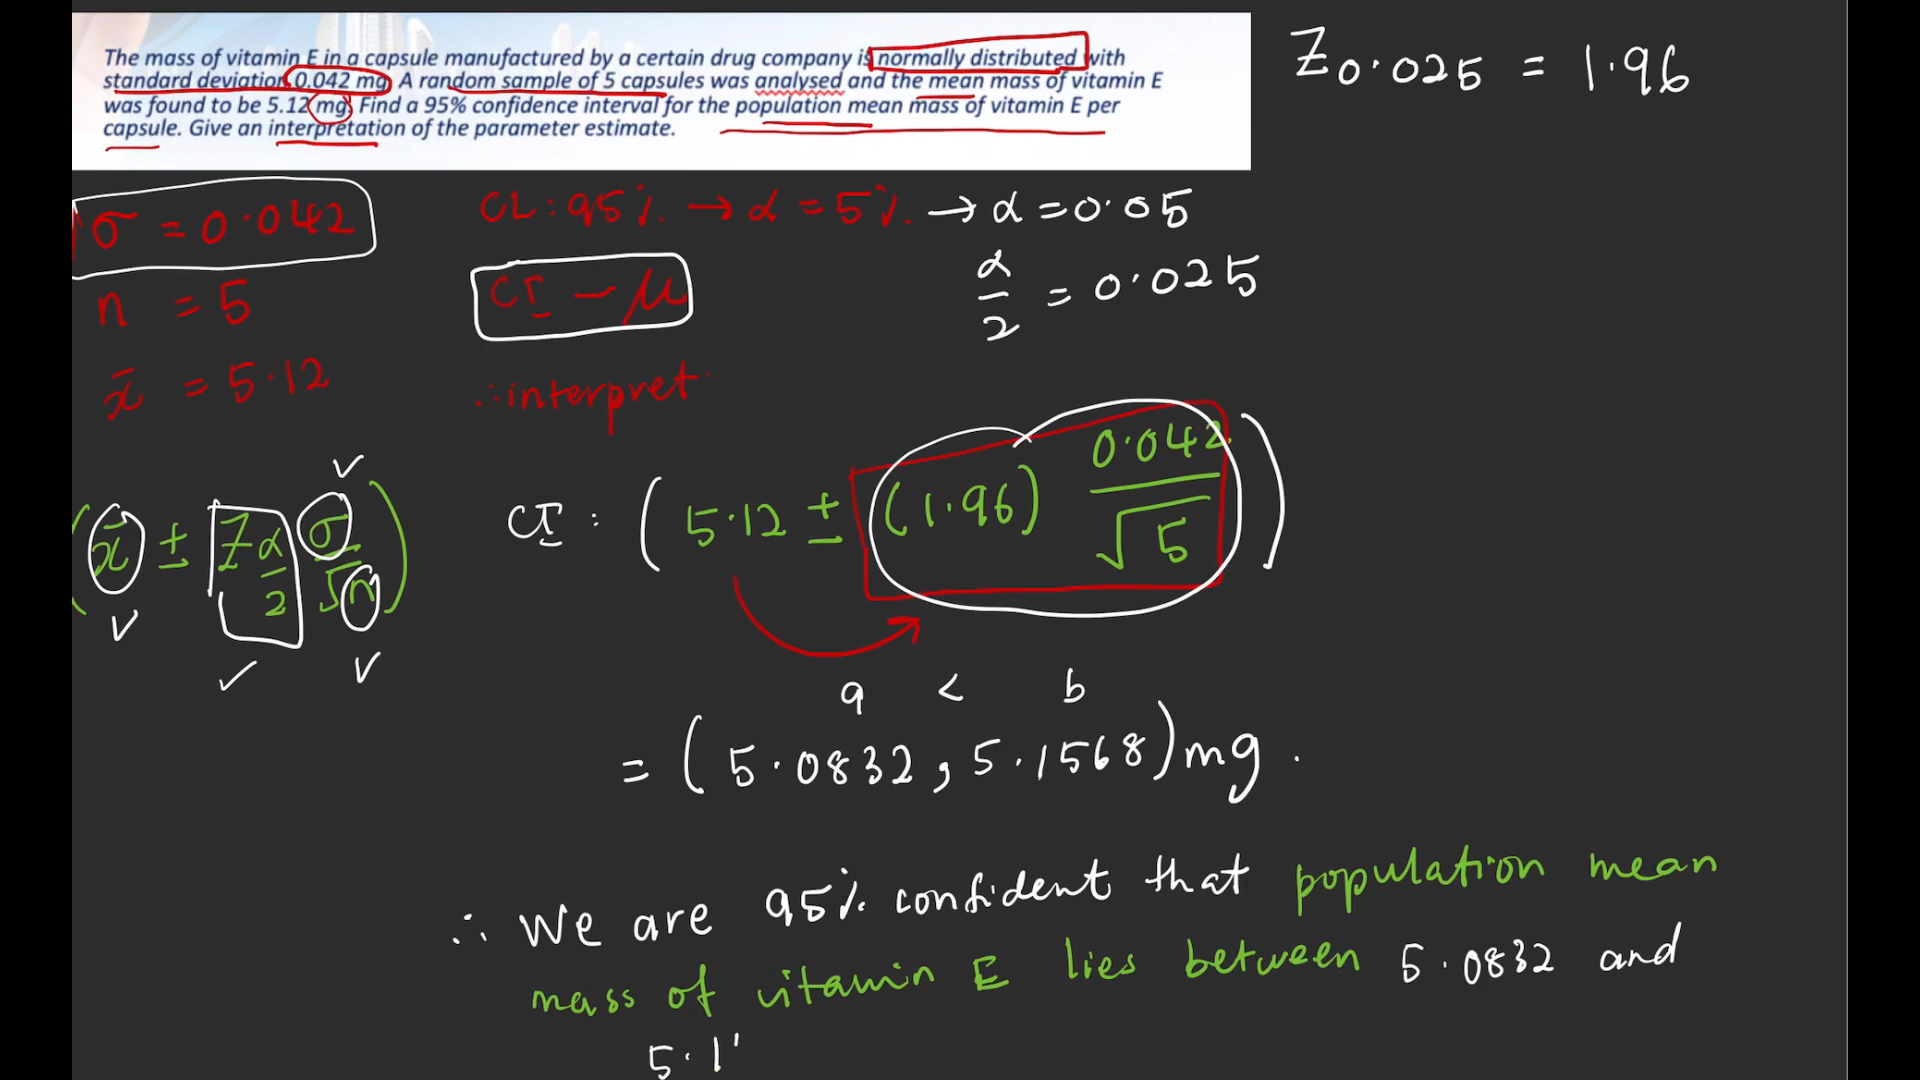 The mass of vitamin E in a capsule manufactured by a certain drug company is normally distributed with
standard deviation 0.042 mg. A random sample of 5 capsules was analysed and the mean mass of vitamin E
was found to be 5.12 mg. Find a 95% confidence interval for the population mean mass of vitamin E per
capsule. Give an interpretation of the parameter estimate.
Z0.025 = 1.96
σ = 0.042
n = 5
x̄ = 5.12
CL: 95% → α = 5% → α = 0.05
α/2 = 0.025
CI – μ
∴ interpret
(x̄ ± Zα/2 σ/√n)
CI : (5.12 ± (1.96) 0.042/√5)
a < b
= (5.0832, 5.1568) mg.
∴ We are 95% confident that population mean
mass of vitamin E lies between 5.0832 and
5.1